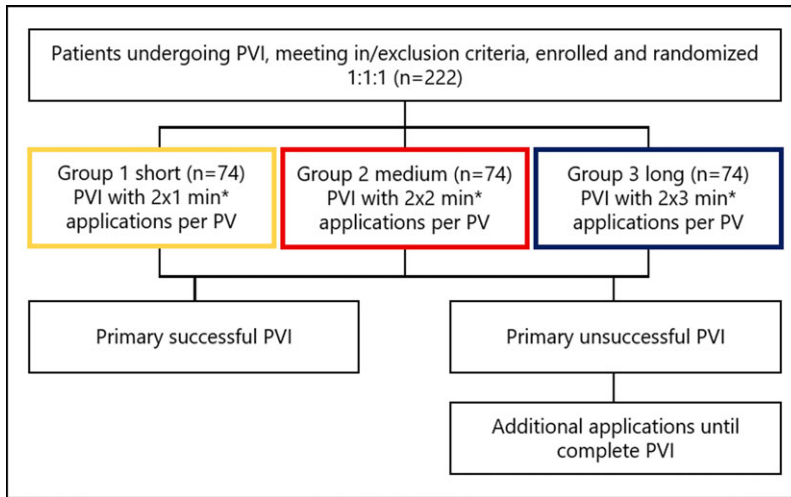 Patients undergoing PVI, meeting in/exclusion criteria, enrolled and randomized
1:1:1 (n=222)
Group 1 short (n=74)
PVI with 2x1 min*
applications per PV
Group 2 medium (n=74)
PVI with 2x2 min*
applications per PV
Group 3 long (n=74)
PVI with 2x3 min*
applications per PV
Primary successful PVI
Primary unsuccessful PVI
Additional applications until
complete PVI